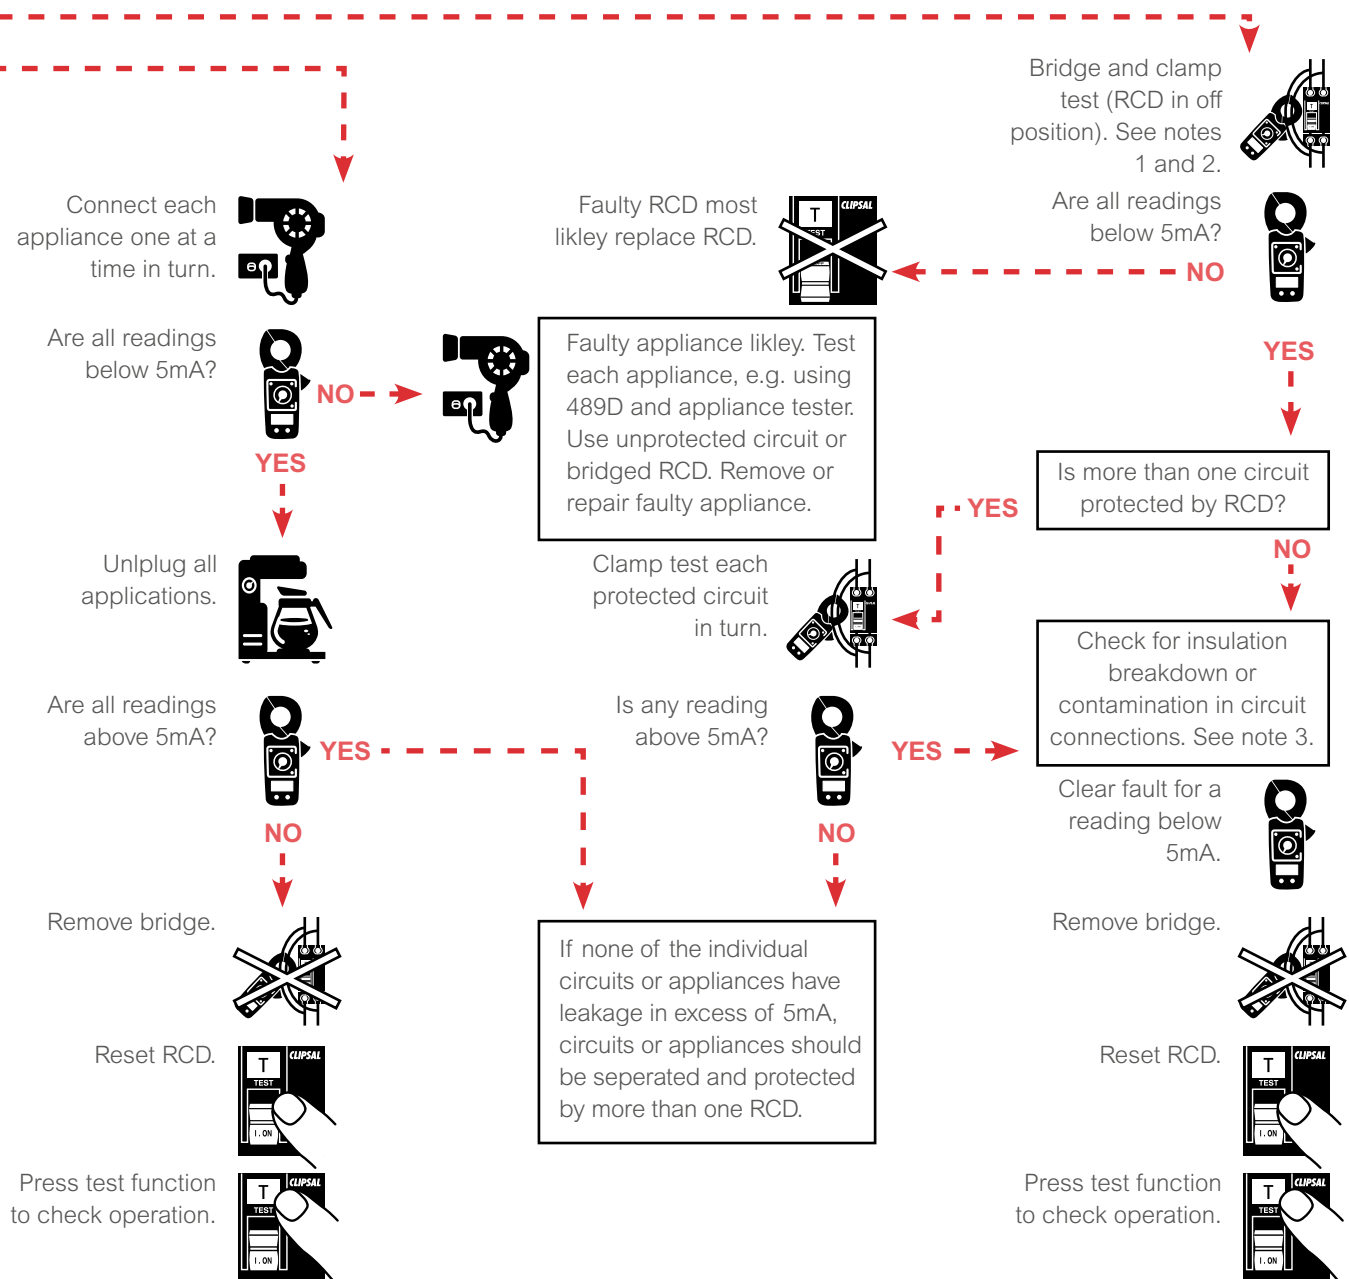 Bridge and clamp
test (RCD in off
position). See notes
1 and 2.
Connect each
appliance one at a
time in turn.
Faulty RCD most
likley replace RCD.
T
CLIPSAL
TEST
Are all readings
below 5mA?
NO
Are all readings
below 5mA?
NO
YES
Faulty appliance likley. Test
each appliance, e.g. using
489D and appliance tester.
Use unprotected circuit or
bridged RCD. Remove or
repair faulty appliance.
YES
Is more than one circuit
protected by RCD?
YES
NO
Unlplug all
applications.
Clamp test each
protected circuit
in turn.
Check for insulation
breakdown or
contamination in circuit
connections. See note 3.
Are all readings
above 5mA?
YES
NO
Is any reading
above 5mA?
YES
NO
Clear fault for a
reading below
5mA.
Remove bridge.
If none of the individual
circuits or appliances have
leakage in excess of 5mA,
circuits or appliances should
be seperated and protected
by more than one RCD.
Remove bridge.
Reset RCD.
T
CLIPSAL
TEST
I.ON
Reset RCD.
T
CLIPSAL
TEST
I.ON
Press test function
to check operation.
T
CLIPSAL
TEST
I.ON
Press test function
to check operation.
T
CLIPSAL
TEST
I.ON